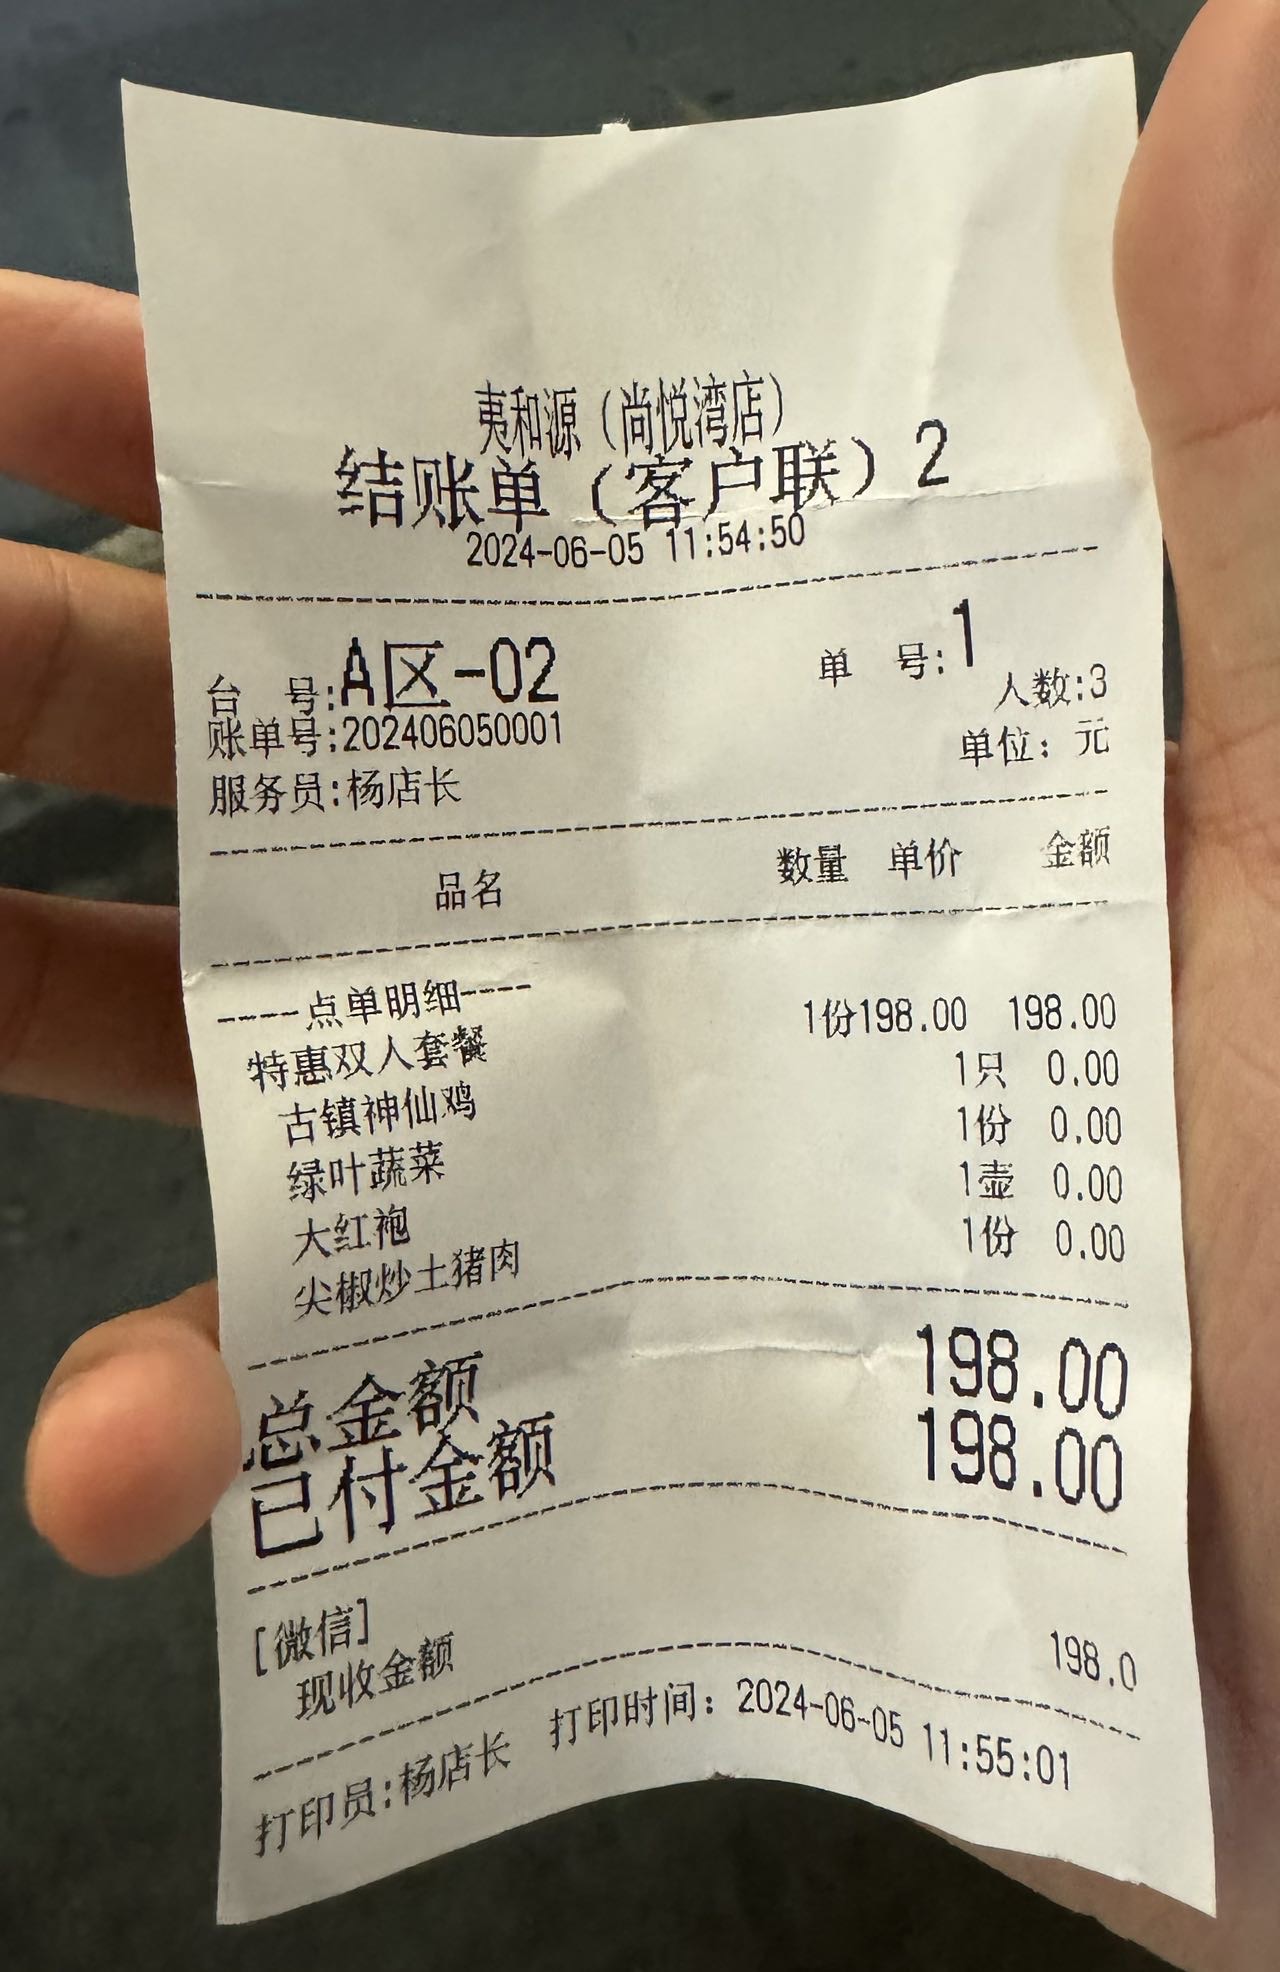 夷和源（尚悦湾店）
结账单（客户联）2
2024-06-05 11:54:50
台 号:A区-02 单 号:1
账单号:202406050001 人数:3
服务员:杨店长 单位：元
品名 数量 单价 金额
----点单明细----
特惠双人套餐 1份198.00 198.00
古镇神仙鸡 1只 0.00
绿叶蔬菜 1份 0.00
大红袍 1壶 0.00
尖椒炒土猪肉 1份 0.00
总金额 198.00
已付金额 198.00
[微信]
现收金额 198.0
打印员:杨店长 打印时间：2024-06-05 11:55:01